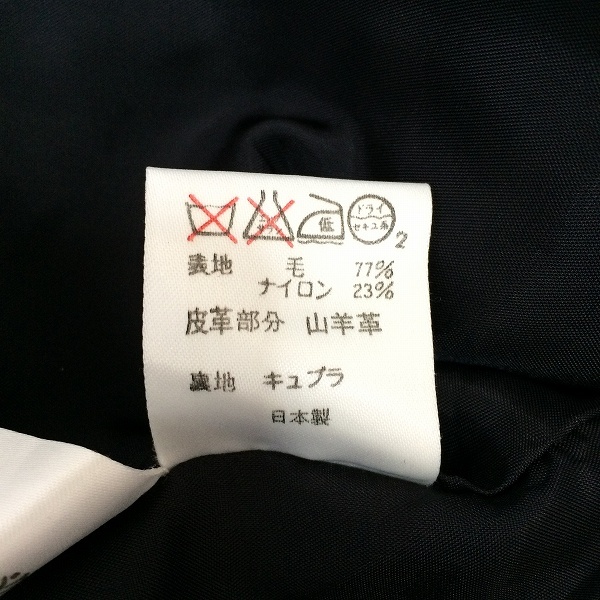 低
ドライ
セキユ系
2
表地 毛 77%
ナイロン 23%
皮革部分 山羊革
裏地 キュプラ
日本製